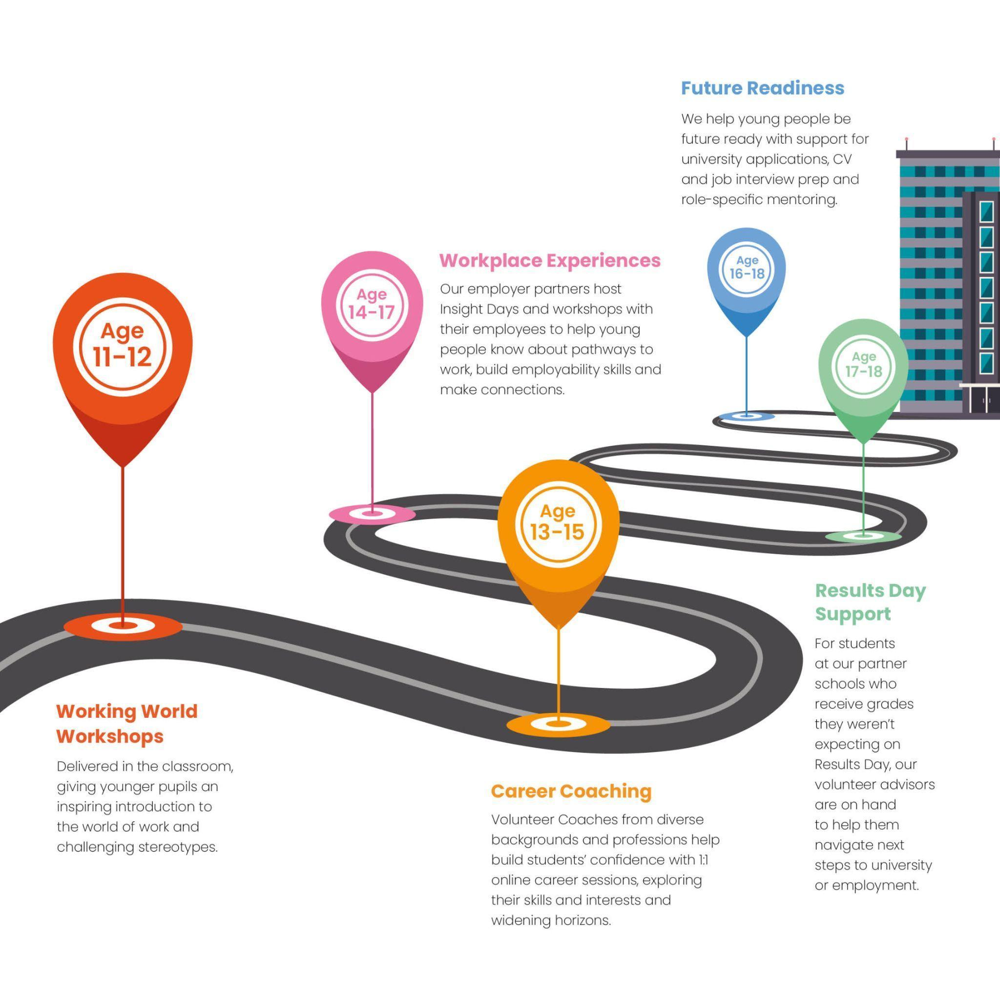 Future Readiness
We help young people be
future ready with support for
university applications, CV
and job interview prep and
role-specific mentoring.
Age
16-18
Workplace Experiences
Our employer partners host
Insight Days and workshops with
their employees to help young
people know about pathways to
work, build employability skills and
make connections.
Age
14-17
Age
11-12
Age
17-18
Age
13-15
Results Day
Support
For students
at our partner
schools who
receive grades
they weren't
expecting on
Results Day, our
volunteer advisors
are on hand
to help them
navigate next
steps to university
or employment.
Working World
Workshops
Delivered in the classroom,
giving younger pupils an
inspiring introduction to
the world of work and
challenging stereotypes.
Career Coaching
Volunteer Coaches from diverse
backgrounds and professions help
build students' confidence with 1:1
online career sessions, exploring
their skills and interests and
widening horizons.